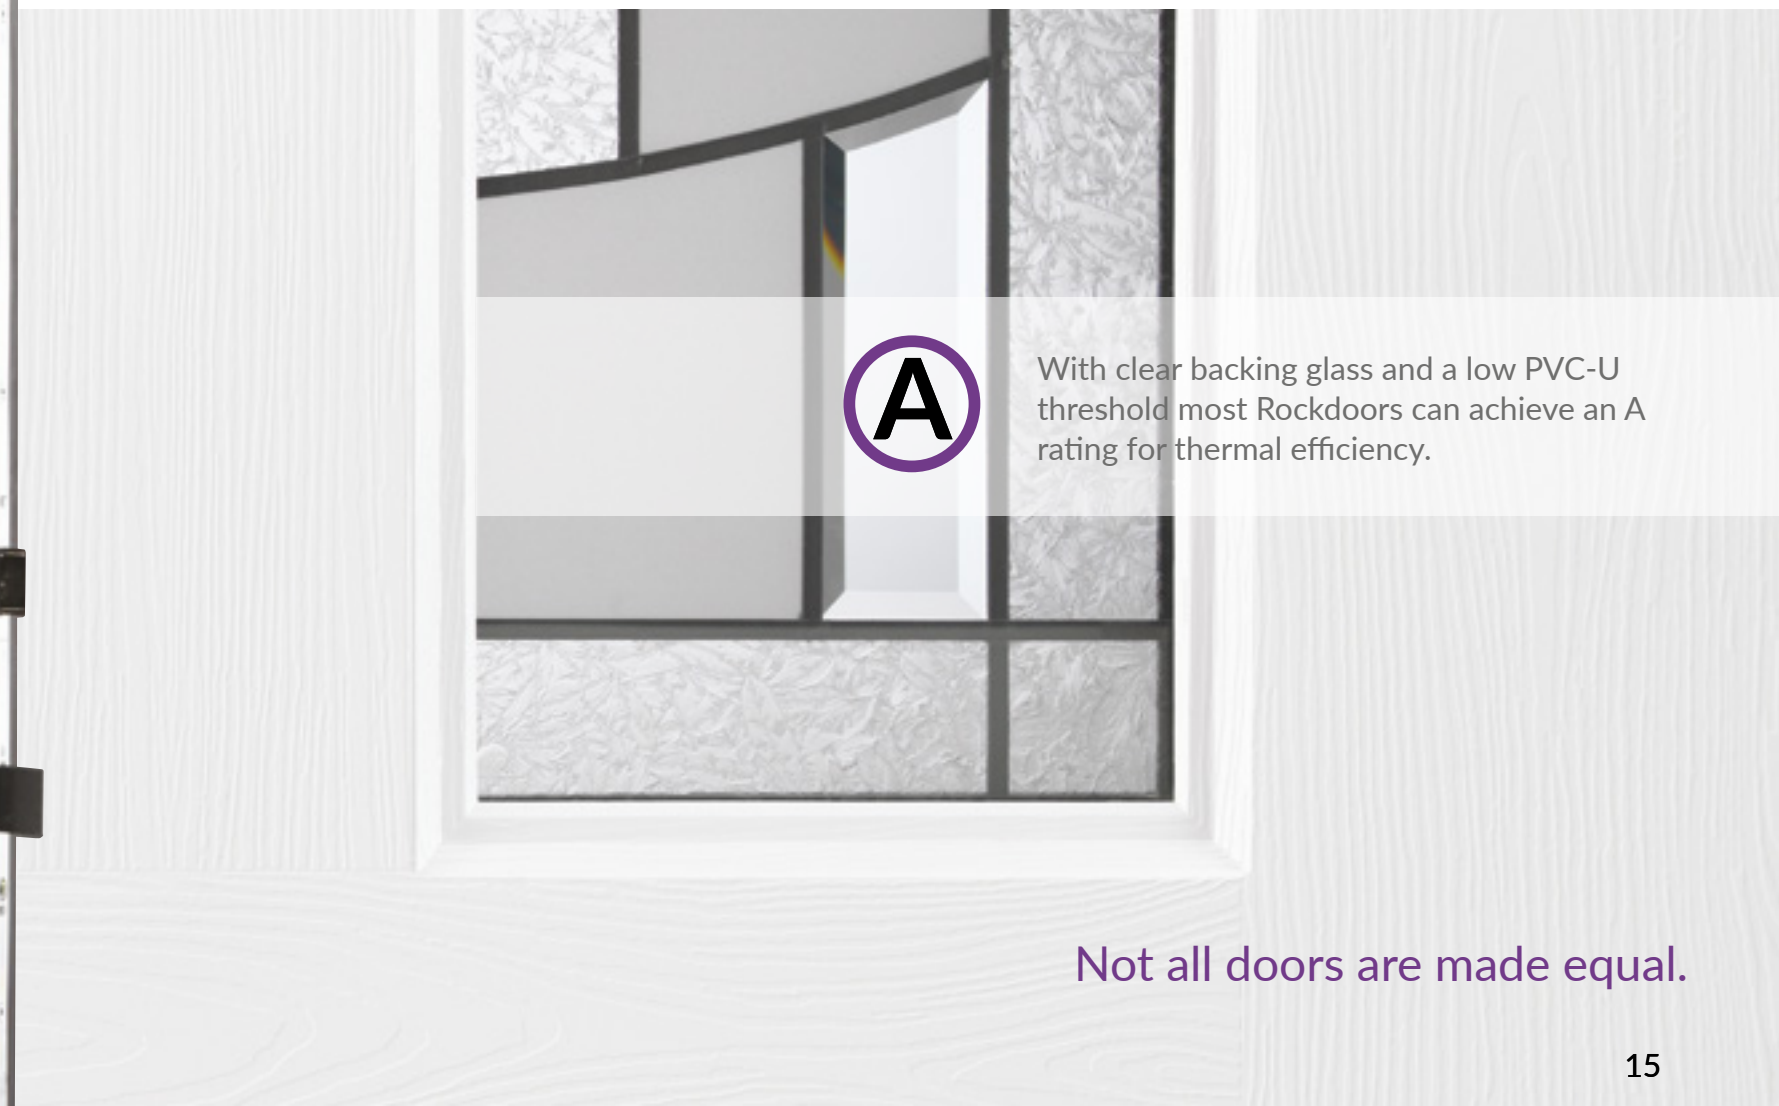 A
With clear backing glass and a low PVC-U
threshold most Rockdoors can achieve an A
rating for thermal efficiency.
Not all doors are made equal.
15